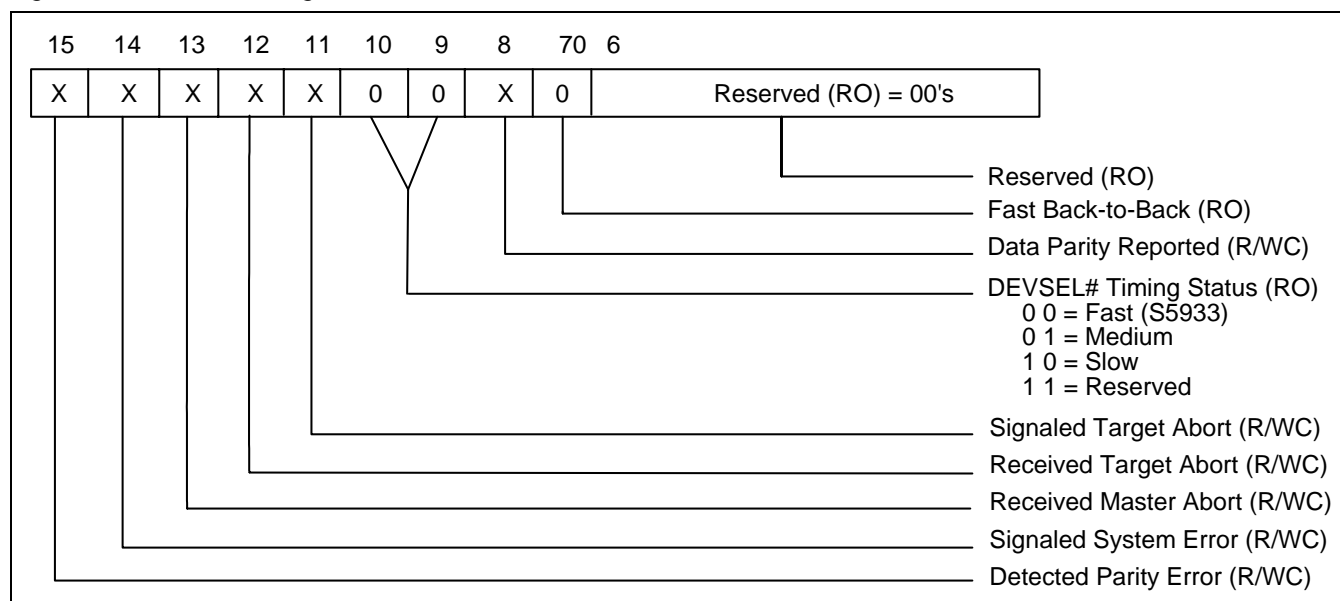 15 14 13 12 11 10 9 8 70 6
X X X X X 0 0 X 0 Reserved (RO) = 00's
Reserved (RO)
Fast Back-to-Back (RO)
Data Parity Reported (R/WC)
DEVSEL# Timing Status (RO)
0 0 = Fast (S5933)
0 1 = Medium
1 0 = Slow
1 1 = Reserved
Signaled Target Abort (R/WC)
Received Target Abort (R/WC)
Received Master Abort (R/WC)
Signaled System Error (R/WC)
Detected Parity Error (R/WC)